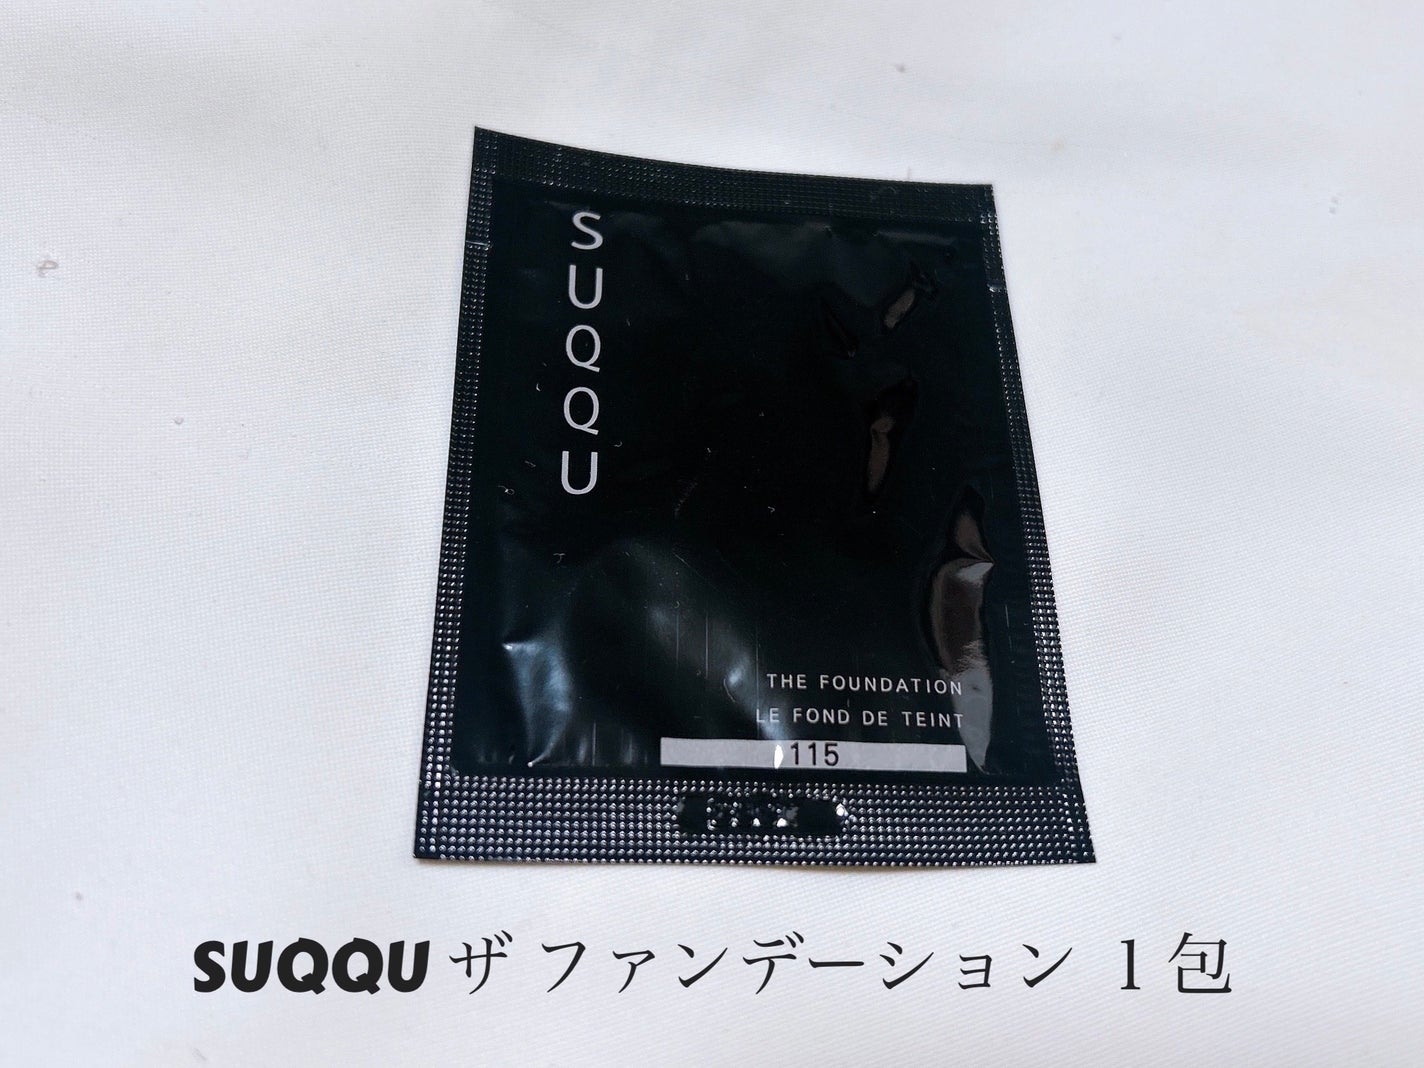 SUQQU
THE FOUNDATION
LE FOND DE TEINT
115
SUQQU ザ ファンデーション 1包